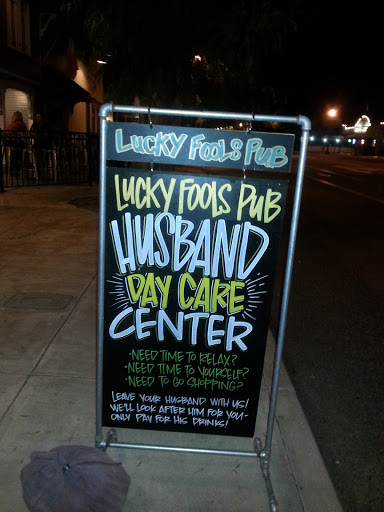 LUCKY FOOLS PUB
LUCKY FOOLS PUB
HUSBAND
DAY CARE
CENTER
•NEED TIME TO RELAX?
•NEED TIME TO YOURSELF?
•NEED TO GO SHOPPING?
LEAVE YOUR HUSBAND WITH US!
WE'LL LOOK AFTER HIM FOR YOU-
ONLY PAY FOR HIS DRINKS!